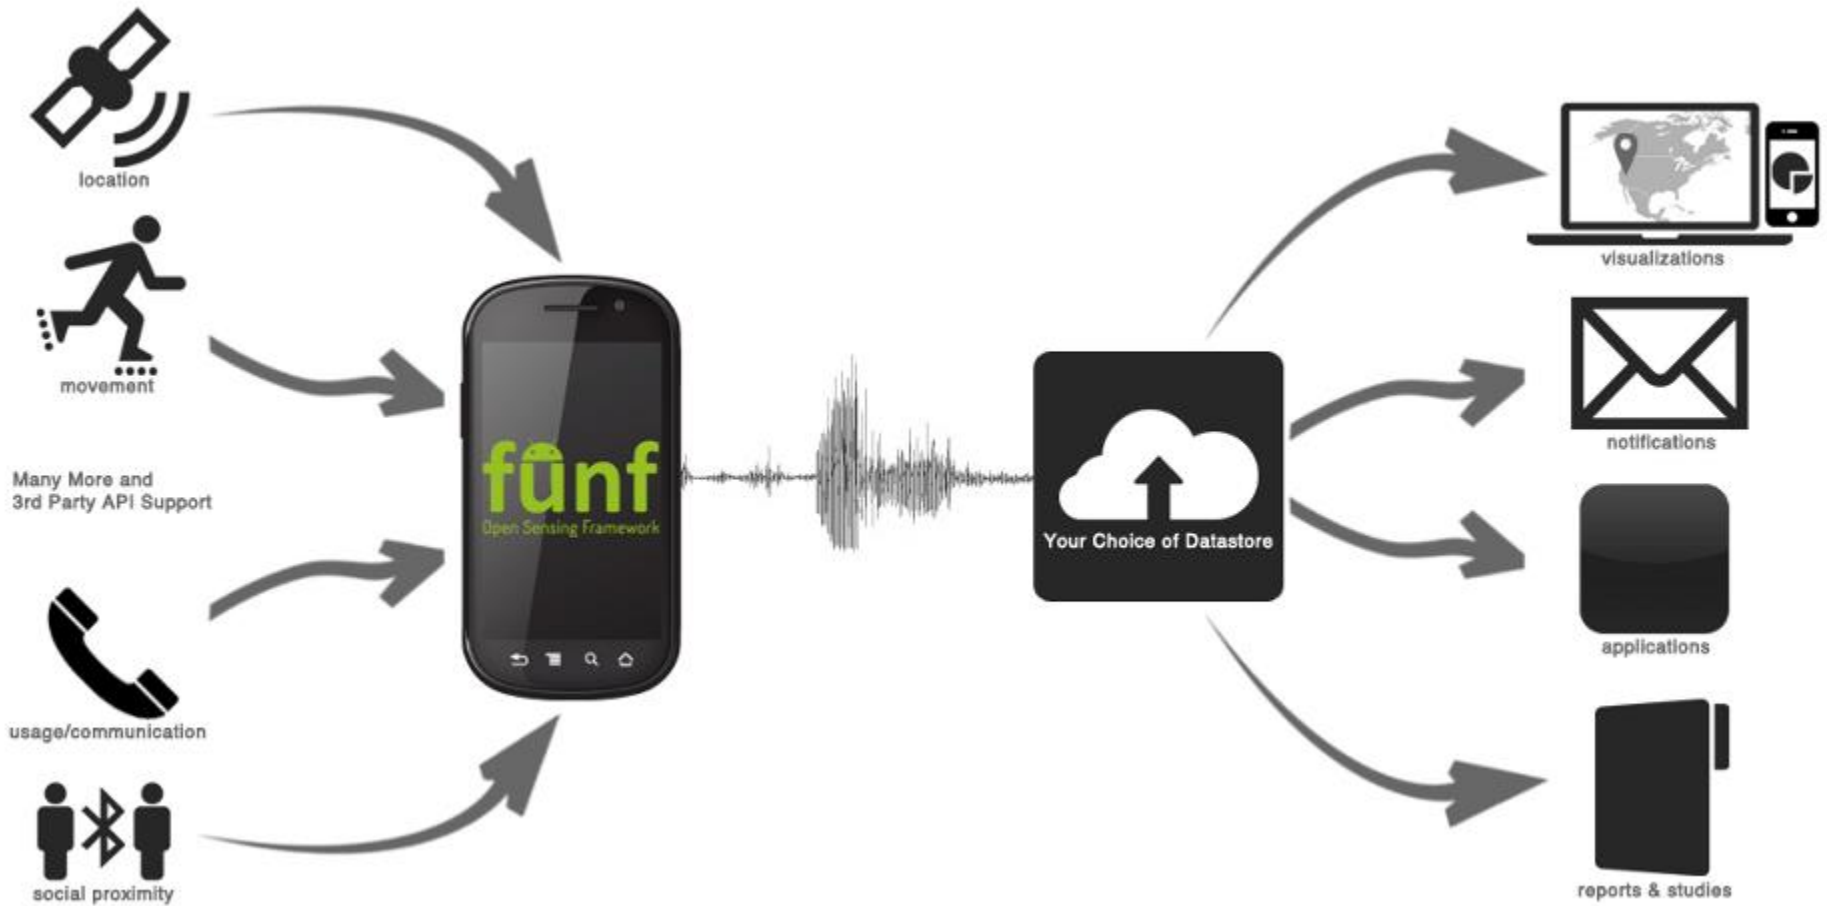 location
movement
Many More and
3rd Party API Support
usage/communication
social proximity
fünf
Open Sensing Framework
Your Choice of Datastore
visualizations
notifications
applications
reports & studies